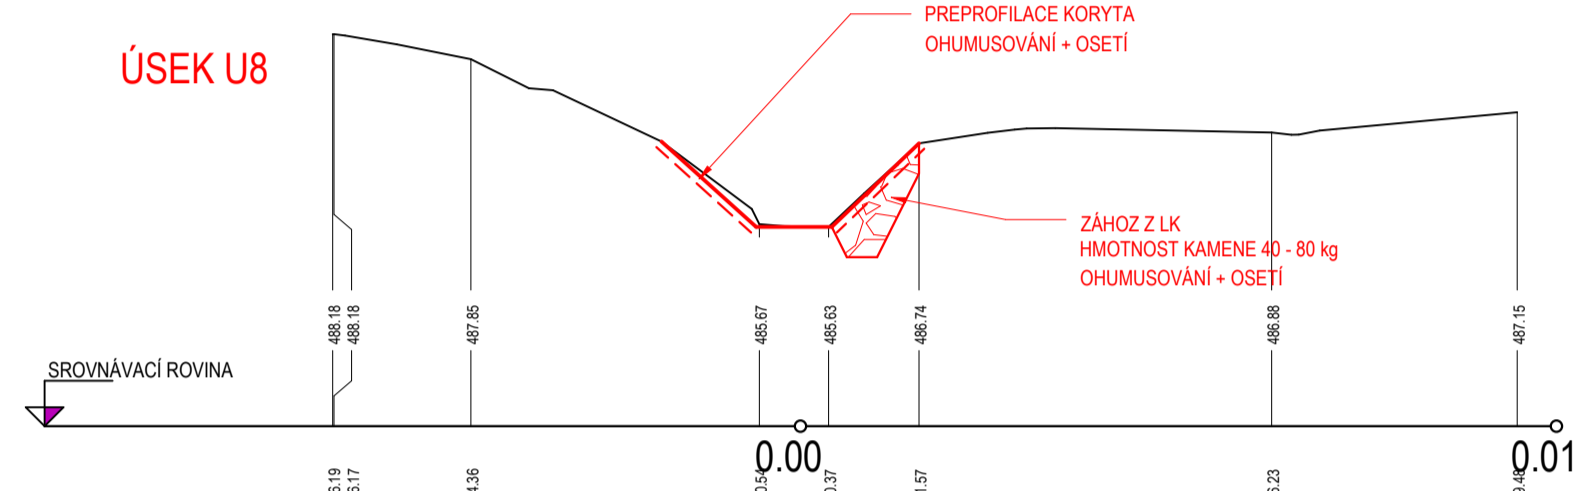 PREPROFILACE KORYTA
OHUMUSOVÁNÍ + OSETÍ
ÚSEK U8
ZÁHOZ Z LK
HMOTNOST KAMENE 40 - 80 kg
OHUMUSOVÁNÍ + OSETÍ
488.18
488.18
487.85
485.67
485.63
486.74
486.88
487.15
SROVNÁVACÍ ROVINA
0.00
0.01